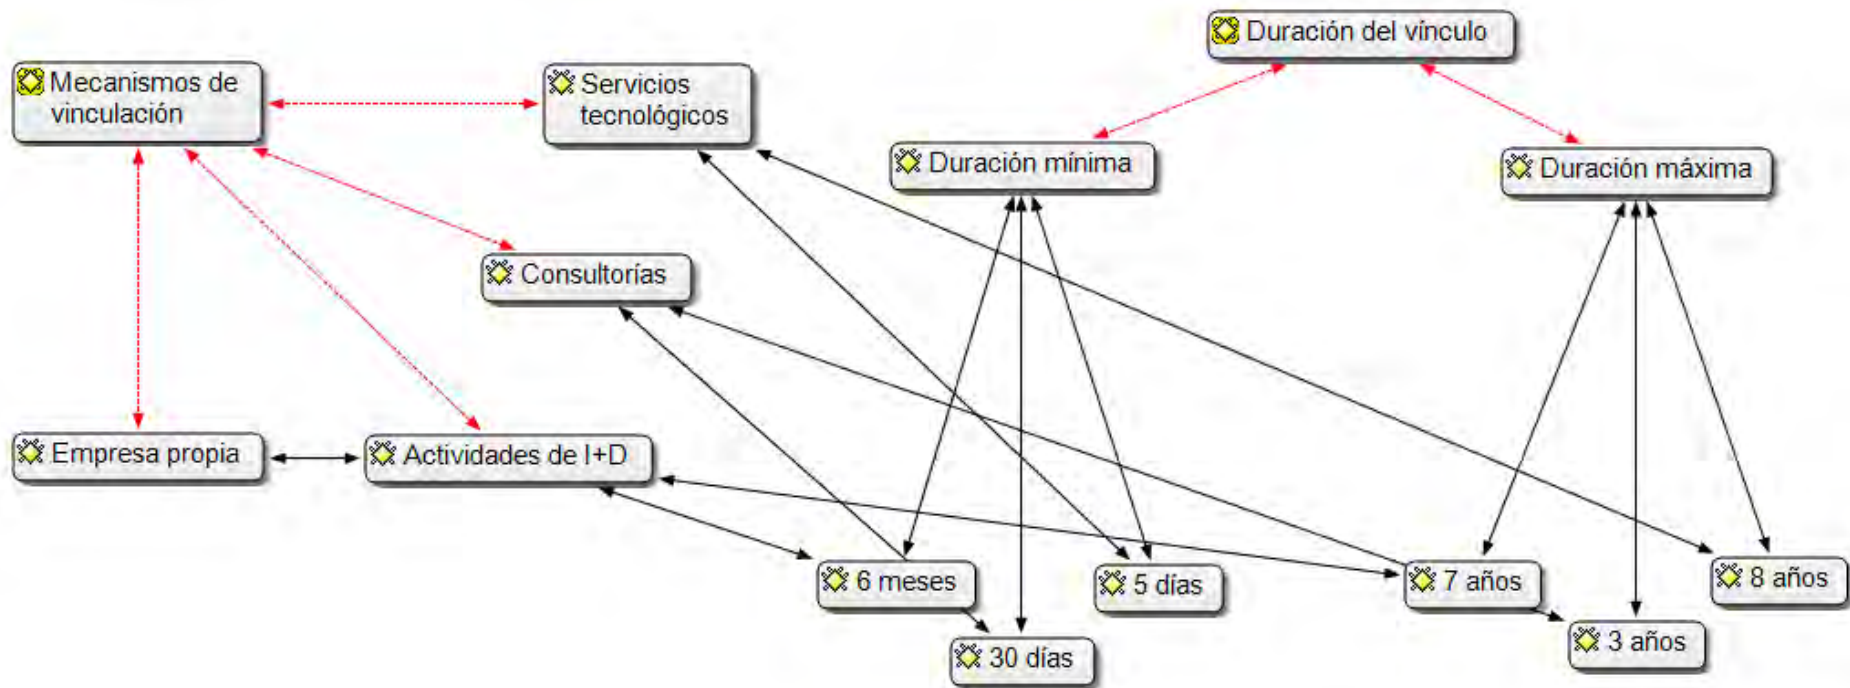 Duración del vínculo
Mecanismos de
vinculación
Servicios
tecnológicos
Duración mínima
Duración máxima
Consultorías
Empresa propia
Actividades de I+D
6 meses
5 días
7 años
8 años
30 días
3 años